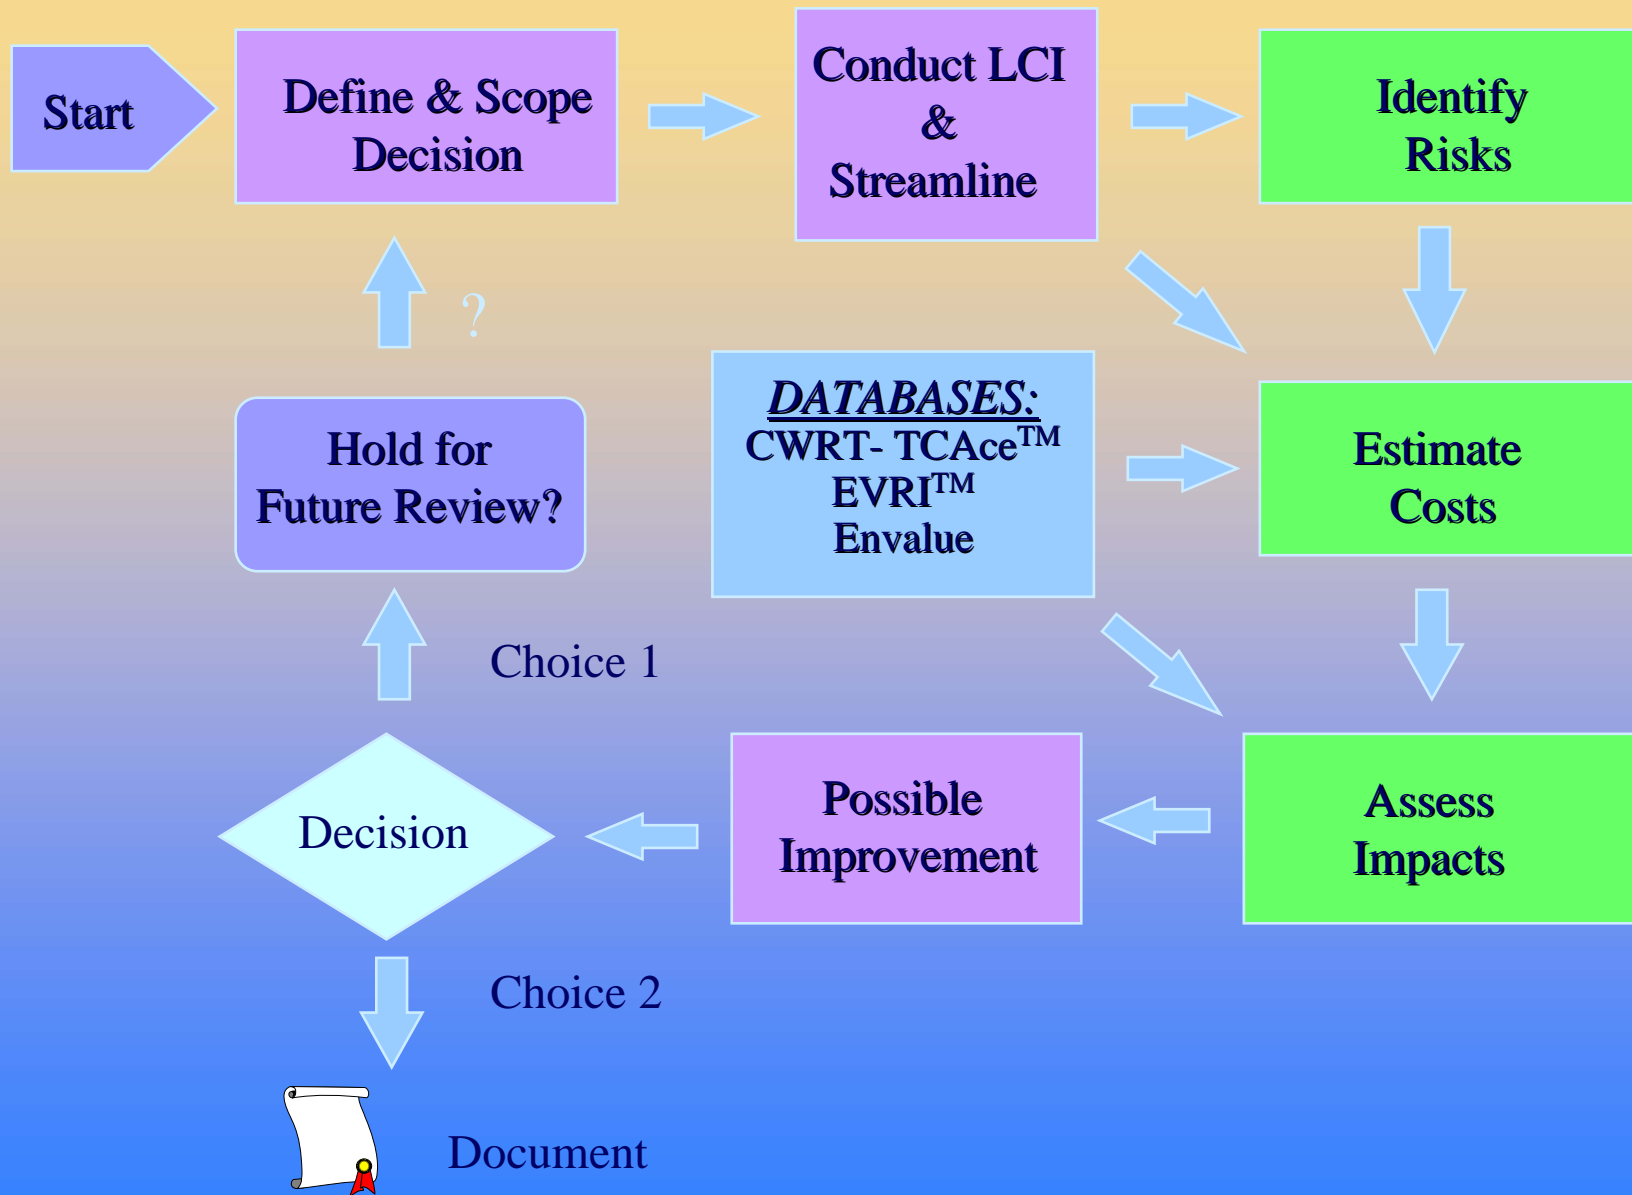 Start
Define & Scope
Decision
Conduct LCI
&
Streamline
Identify
Risks
?
Hold for
Future Review?
DATABASES:
CWRT- TCAce™
EVRI™
Envalue
Estimate
Costs
Choice 1
Decision
Possible
Improvement
Assess
Impacts
Choice 2
Document